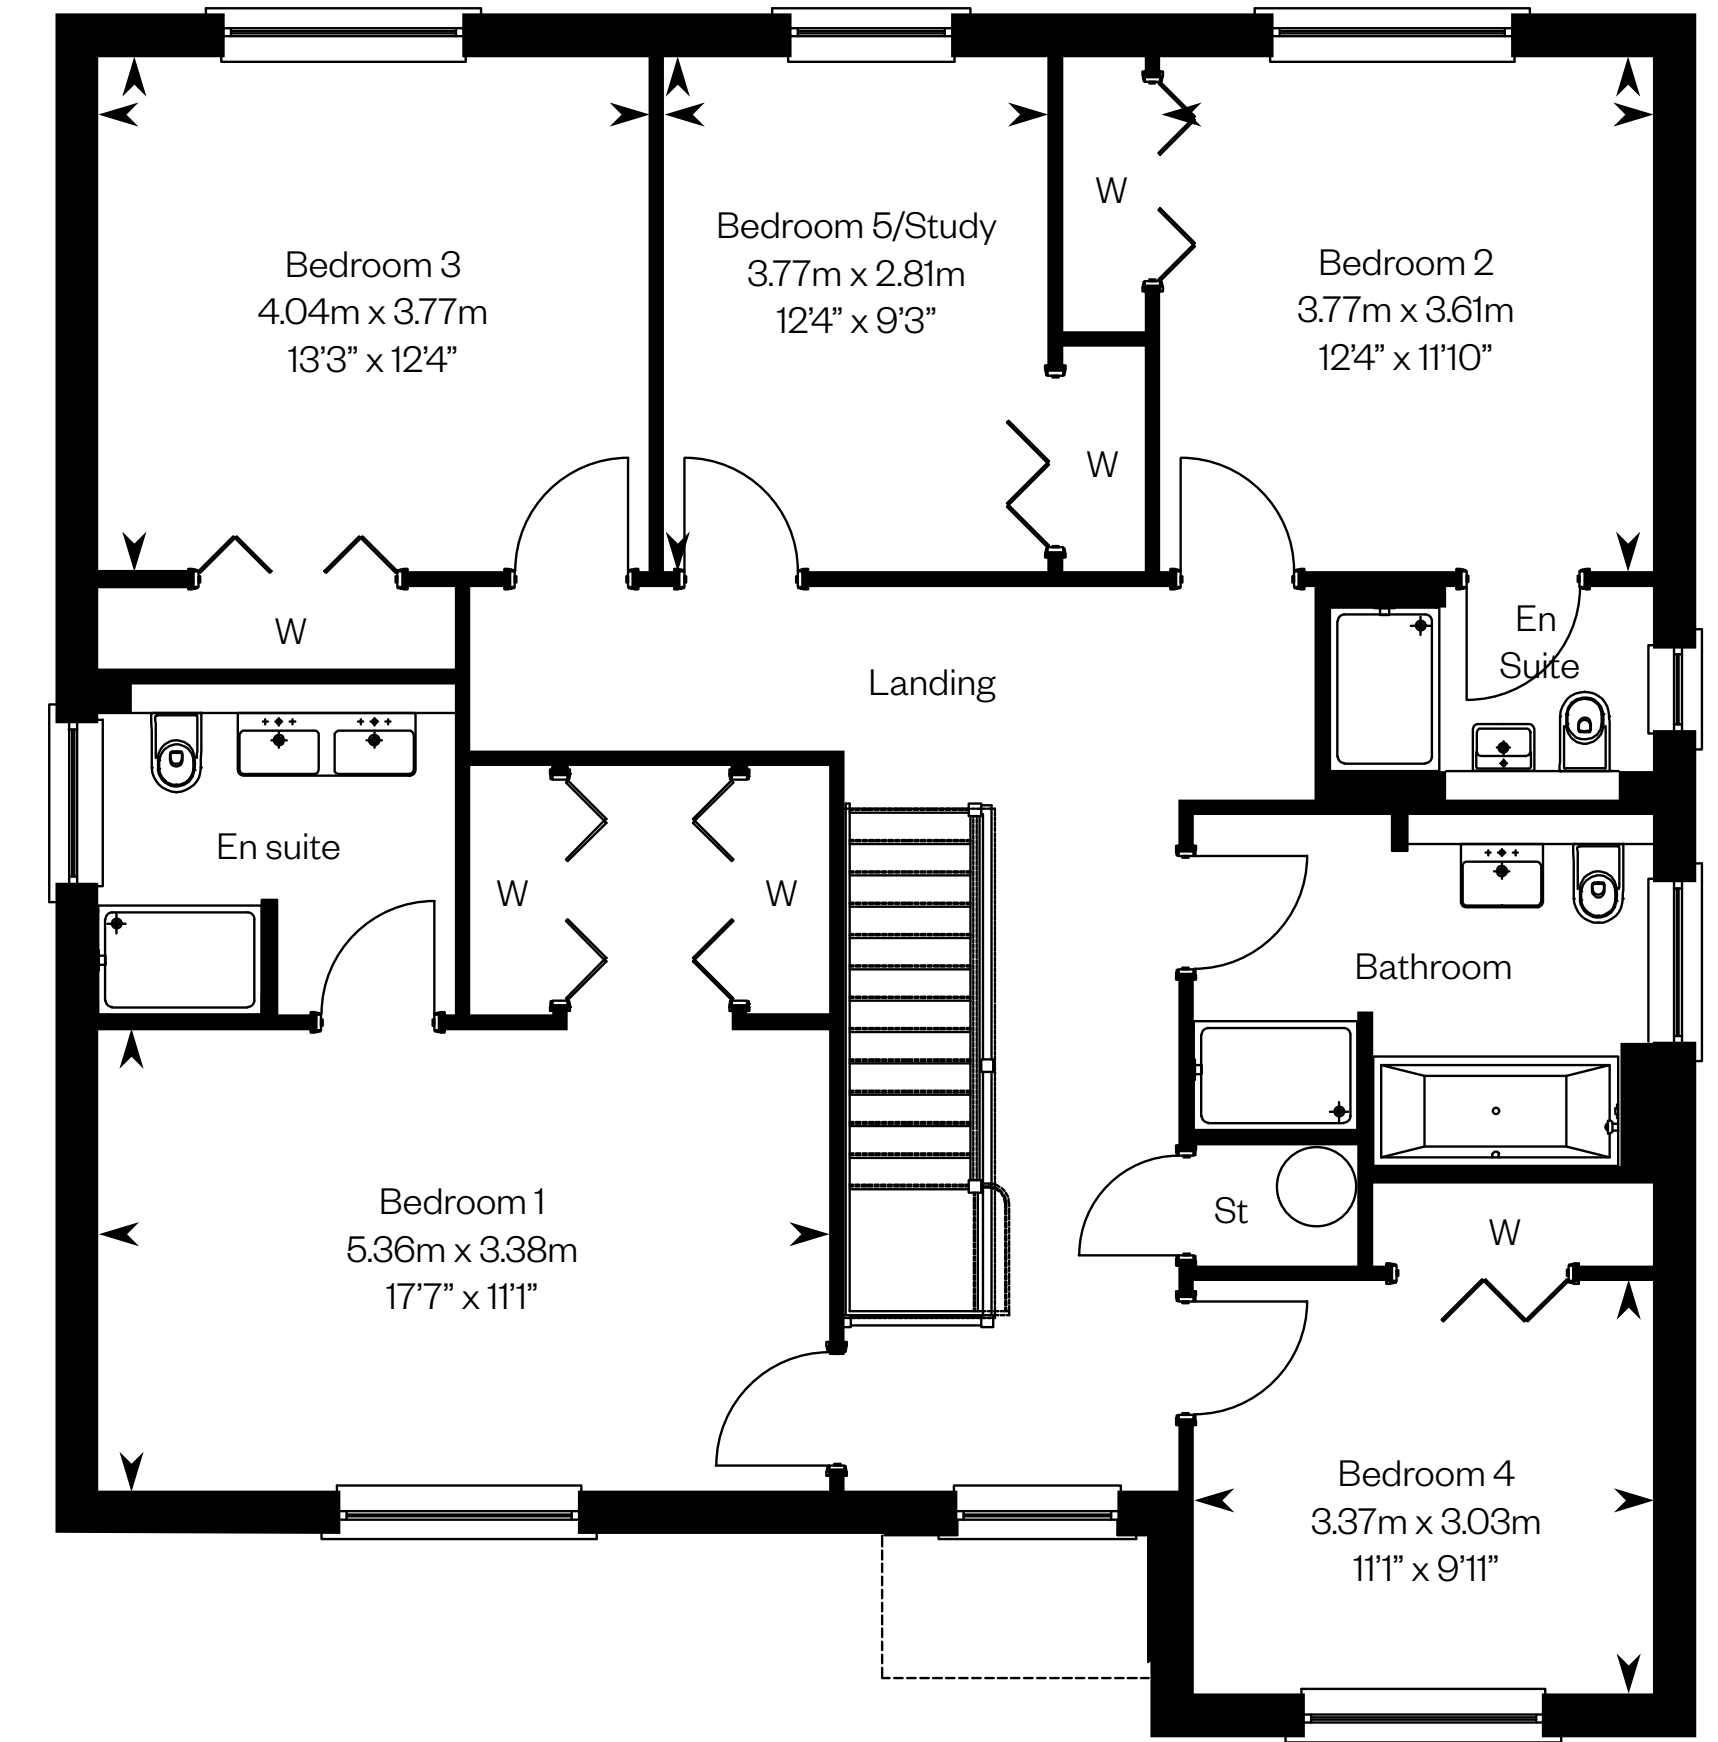 Bedroom 3
4.04m x 3.77m
13’3” x 12’4”
Bedroom 5/Study
3.77m x 2.81m
12’4” x 9’3”
W
Bedroom 2
3.77m x 3.61m
12’4” x 11’10”
W
W
Landing
En
Suite
En suite
W
W
Bathroom
Bedroom 1
5.36m x 3.38m
17’7” x 11’1”
St
W
Bedroom 4
3.37m x 3.03m
11’1” x 9’11”